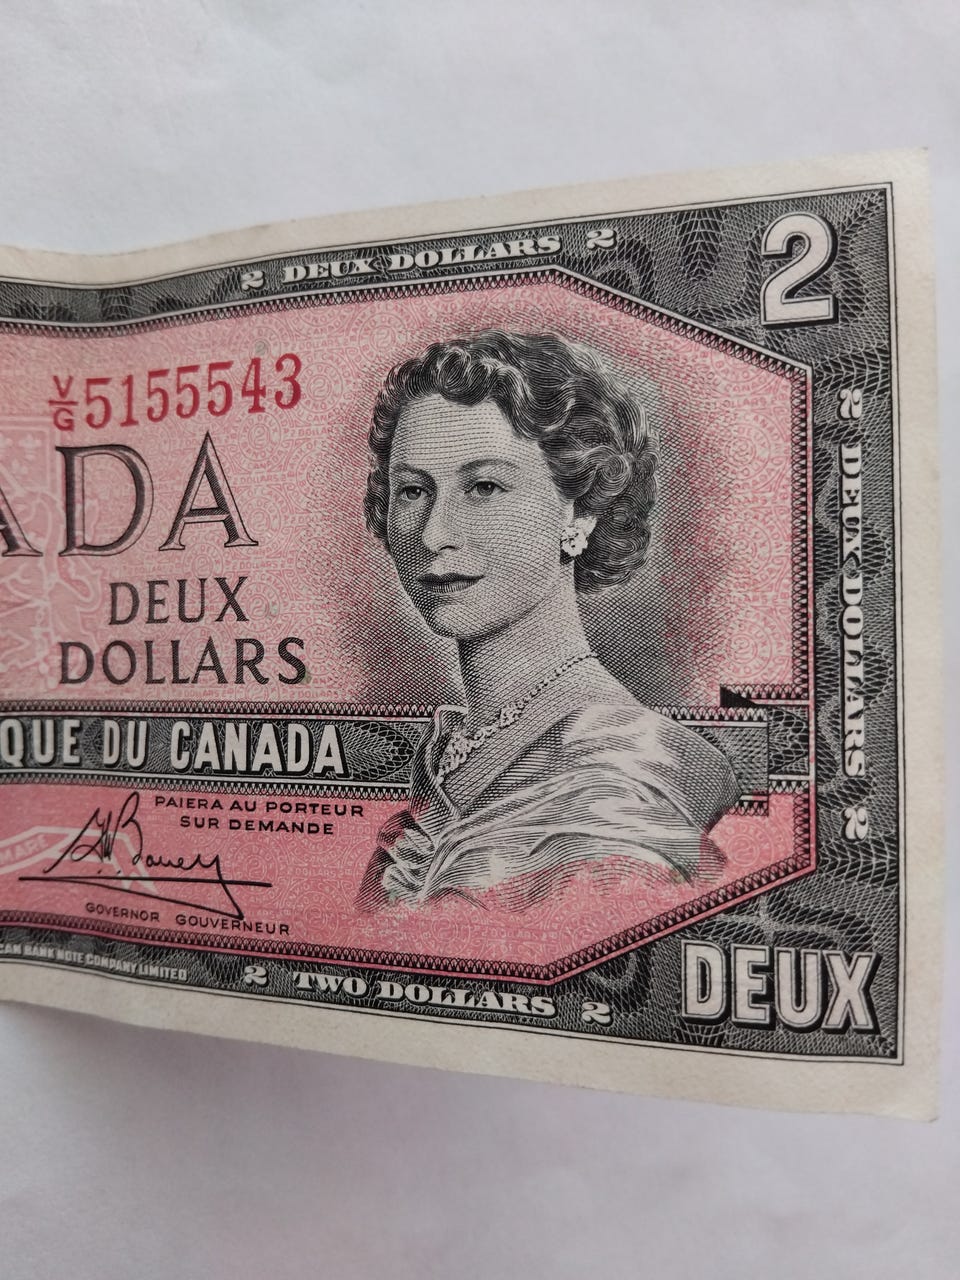 2 DEUX DOLLARS 2
2
V/G 5155543
ADA
DEUX
DOLLARS
2 DEUX DOLLARS 2
QUE DU CANADA
PAIERA AU PORTEUR
SUR DEMANDE
GOVERNOR GOUVERNEUR
CAN BANK NOTE COMPANY LIMITED
2 TWO DOLLARS 2
DEUX